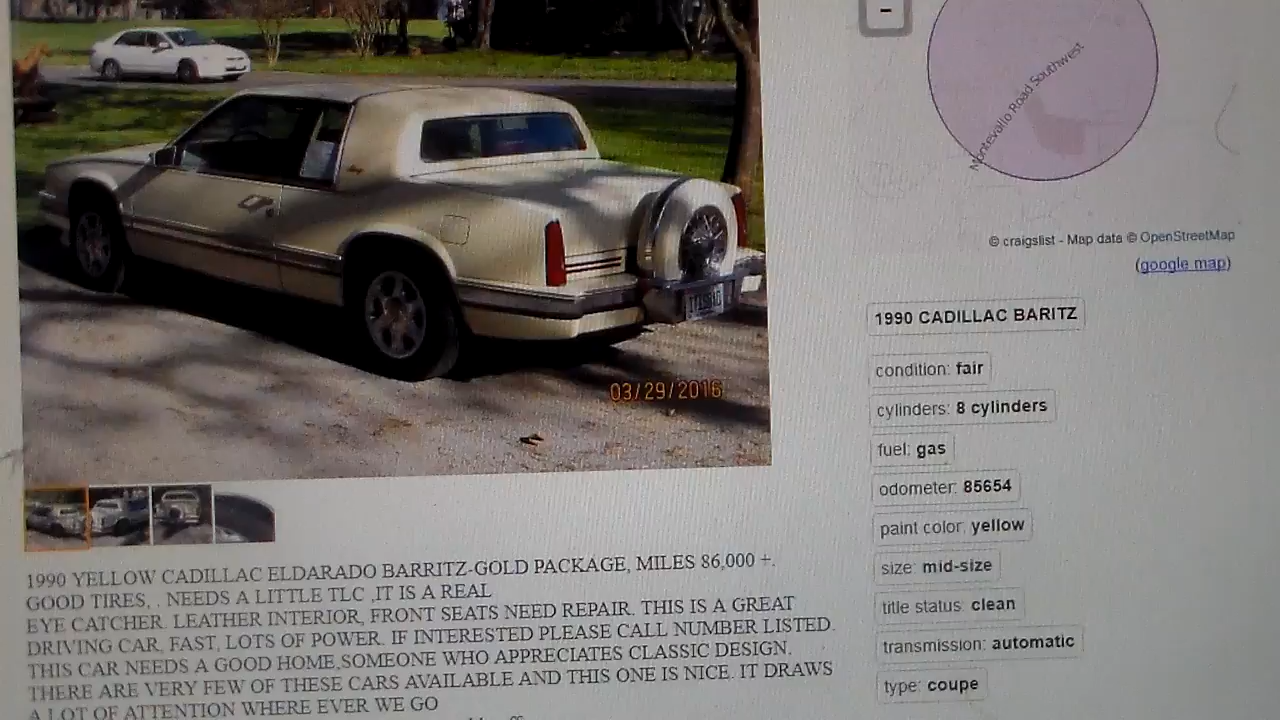 -
Montevallo Road Southwest
© craigslist - Map data © OpenStreetMap
(google map)
03/29/2016
1990 CADILLAC BARITZ
condition: fair
cylinders: 8 cylinders
fuel: gas
odometer: 85654
paint color: yellow
size: mid-size
title status: clean
transmission: automatic
type: coupe
1990 YELLOW CADILLAC ELDARADO BARRITZ-GOLD PACKAGE, MILES 86,000 +.
GOOD TIRES, . NEEDS A LITTLE TLC ,IT IS A REAL
EYE CATCHER. LEATHER INTERIOR, FRONT SEATS NEED REPAIR. THIS IS A GREAT
DRIVING CAR, FAST, LOTS OF POWER. IF INTERESTED PLEASE CALL NUMBER LISTED.
THIS CAR NEEDS A GOOD HOME,SOMEONE WHO APPRECIATES CLASSIC DESIGN.
THERE ARE VERY FEW OF THESE CARS AVAILABLE AND THIS ONE IS NICE. IT DRAWS
A LOT OF ATTENTION WHERE EVER WE GO